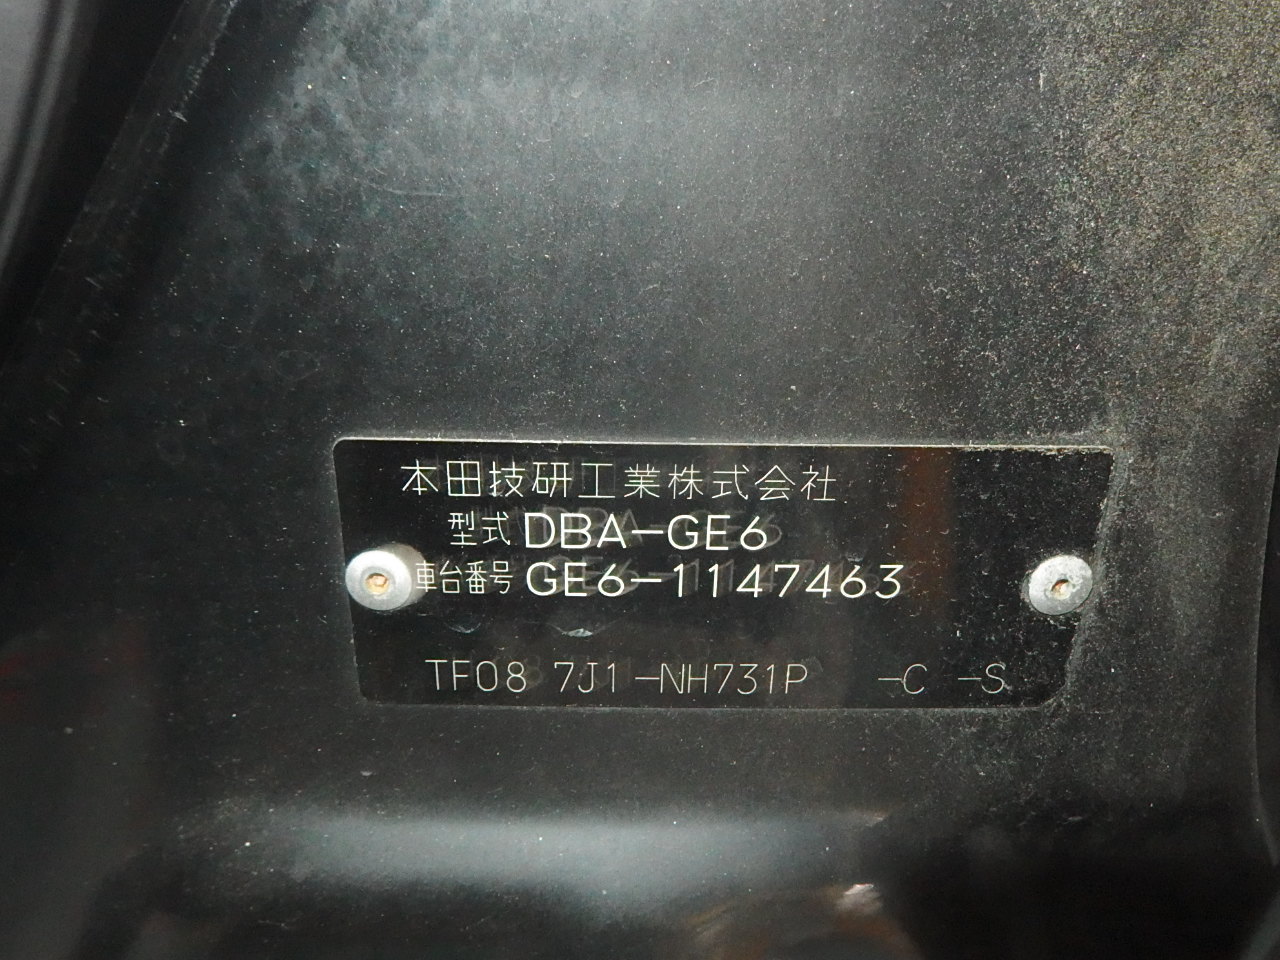 本田技研工業株式会社
型式 DBA-GE6
車台番号 GE6-1147463
TF08 7J1-NH731P -C -S